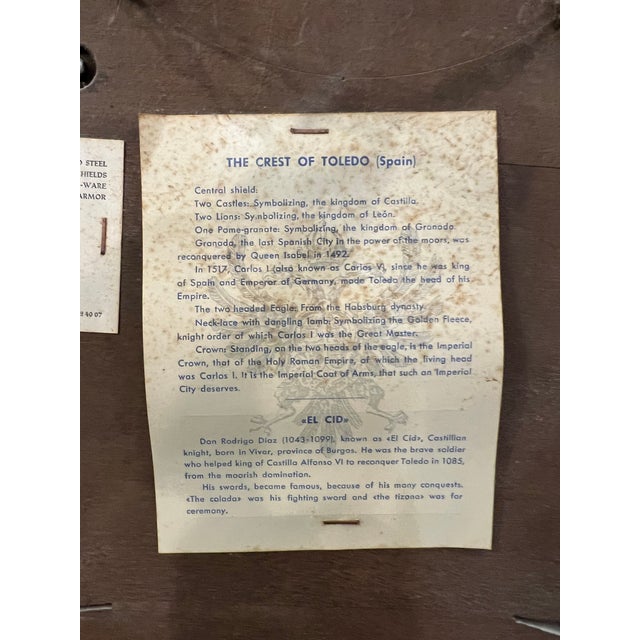 STEEL
SHIELDS
-WARE
ARMOR
40 07
THE CREST OF TOLEDO (Spain)
Central shield:
Two Castles: Symbolizing, the kingdom of Castilla.
Two Lions: Symbolizing, the kingdom of León.
One Pome-granate: Symbolizing, the kingdom of Granada.
Granada, the last Spanish City in the power of the moors, was
reconquered by Queen Isabel in 1492.
In 1517, Carlos I (also known as Carlos V), since he was king
of Spain and Emperor of Germany, made Toledo the head of his
Empire.
The two headed Eagle: From the Habsburg dynasty.
Neck-lace with dangling lamb: Symbolizing the Golden Fleece,
knight order of which Carlos I was the Great Master.
Crown: Standing, on the two heads of the eagle, is the Imperial
Crown, that of the Holy Roman Empire, of which the living head
was Carlos I. It is the Imperial Coat of Arms, that such an Imperial
City deserves.
«EL CID»
Don Rodrigo Diaz (1043-1099), known as «El Cid», Castillian
knight, born in Vivar, province of Burgos. He was the brave soldier
who helped king of Castilla Alfonso VI to reconquer Toledo in 1085,
from the moorish domination.
His swords, became famous, because of his many conquests.
«The colada» was his fighting sword and «the tizona» was for
ceremony.